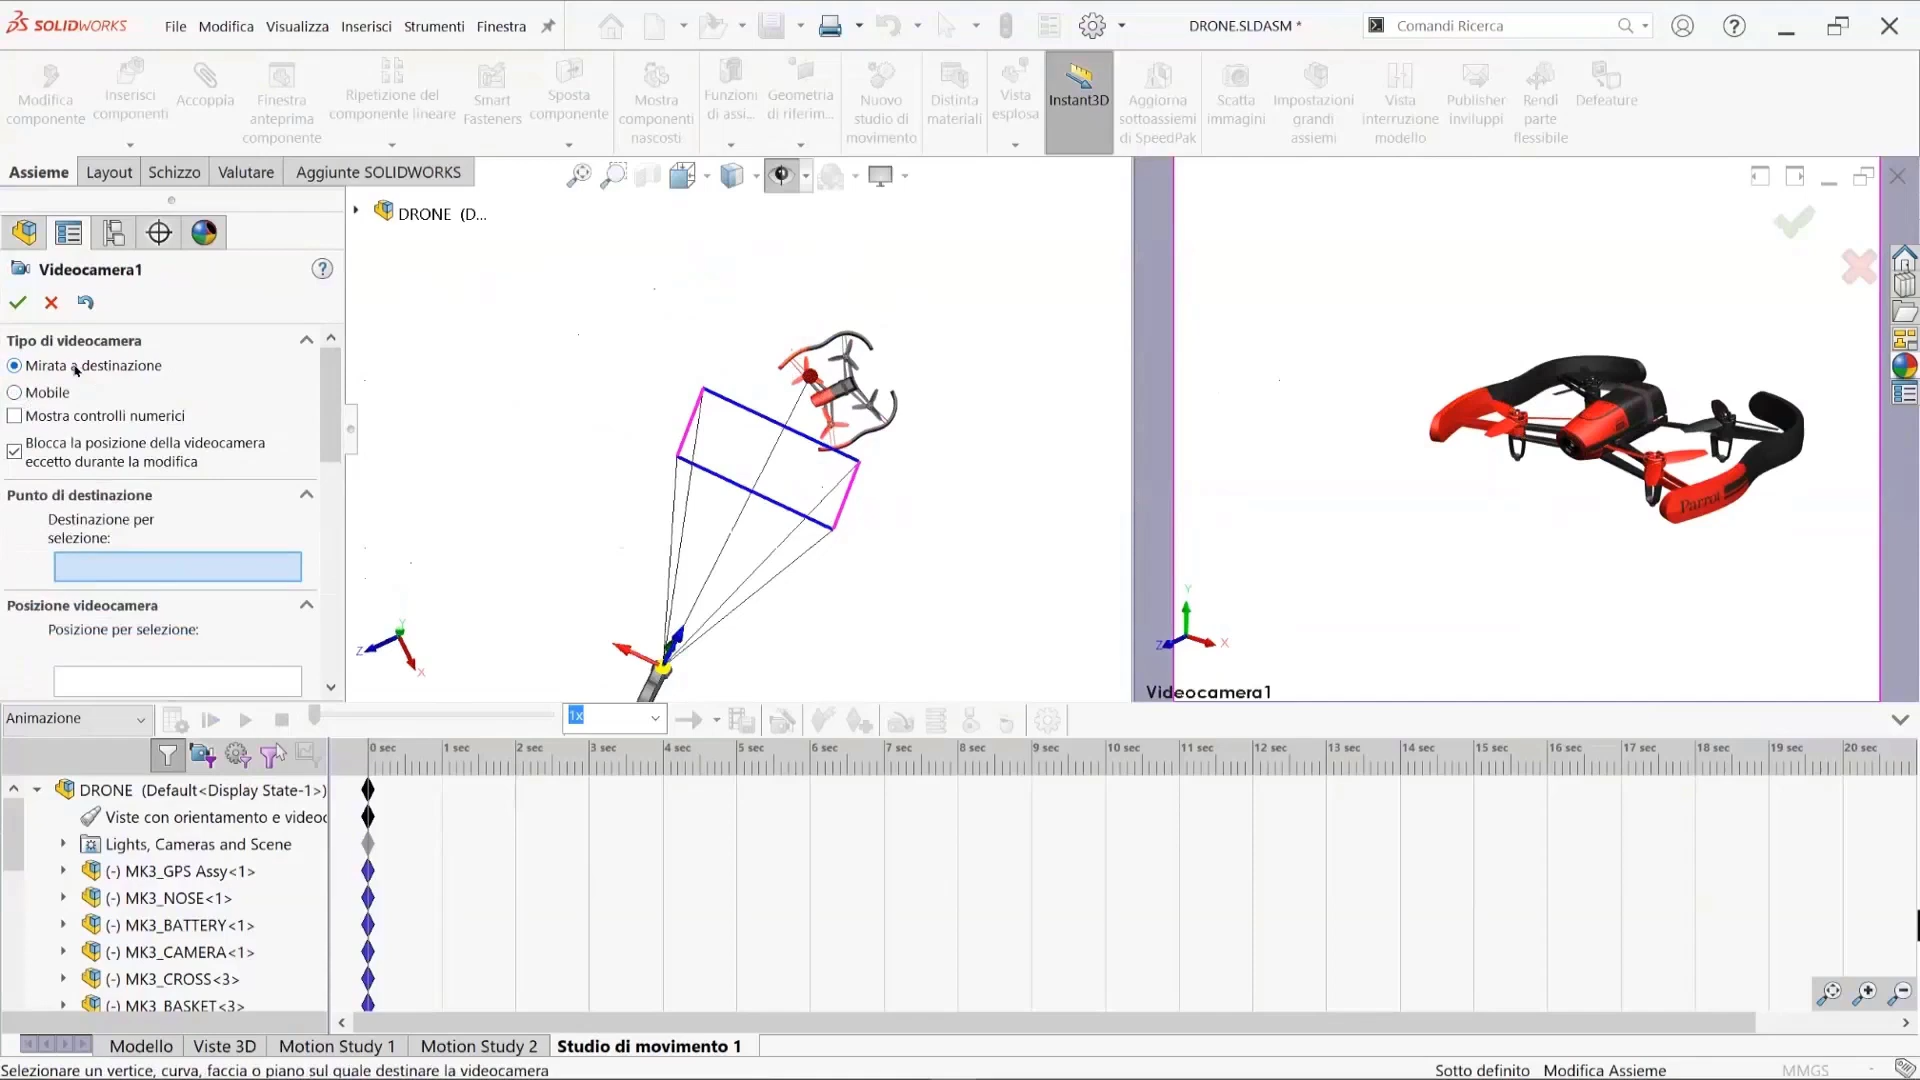 SOLIDWORKS File Modifica Visualizza Inserisci Strumenti Finestra DRONE.SLDASM * Comandi Ricerca
Modifica componente
Inserisci componenti
Accoppia
Finestra anteprima componente
Ripetizione del componente lineare
Smart Fasteners
Sposta componente
Mostra componenti nascosti
Funzioni di assi...
Geometria di riferim...
Nuovo studio di movimento
Distinta materiali
Vista esplosa
Instant3D
Aggiorna sottoassiemi di SpeedPak
Scatta immagini
Impostazioni grandi assiemi
Vista interruzione modello
Publisher inviluppi
Rendi parte flessibile
Defeature
Assieme Layout Schizzo Valutare Aggiunte SOLIDWORKS
DRONE (D...
Videocamera1
Tipo di videocamera
Mirata a destinazione
Mobile
Mostra controlli numerici
Blocca la posizione della videocamera
eccetto durante la modifica
Punto di destinazione
Destinazione per
selezione:
Posizione videocamera
Posizione per selezione:
Y
Z
X
Parrot
Y
Z
X
Videocamera1
Animazione 1x
0 sec 1 sec 2 sec 3 sec 4 sec 5 sec 6 sec 7 sec 8 sec 9 sec 10 sec 11 sec 12 sec 13 sec 14 sec 15 sec 16 sec 17 sec 18 sec 19 sec 20 sec
DRONE (Default<Display State-1>)
Viste con orientamento e videoc
Lights, Cameras and Scene
(-) MK3_GPS Assy<1>
(-) MK3_NOSE<1>
(-) MK3_BATTERY<1>
(-) MK3_CAMERA<1>
(-) MK3_CROSS<3>
(-) MK3_BASKET<3>
Modello Viste 3D Motion Study 1 Motion Study 2 Studio di movimento 1
Selezionare un vertice, curva, faccia o piano sul quale destinare la videocamera Sotto definito Modifica Assieme MMGS